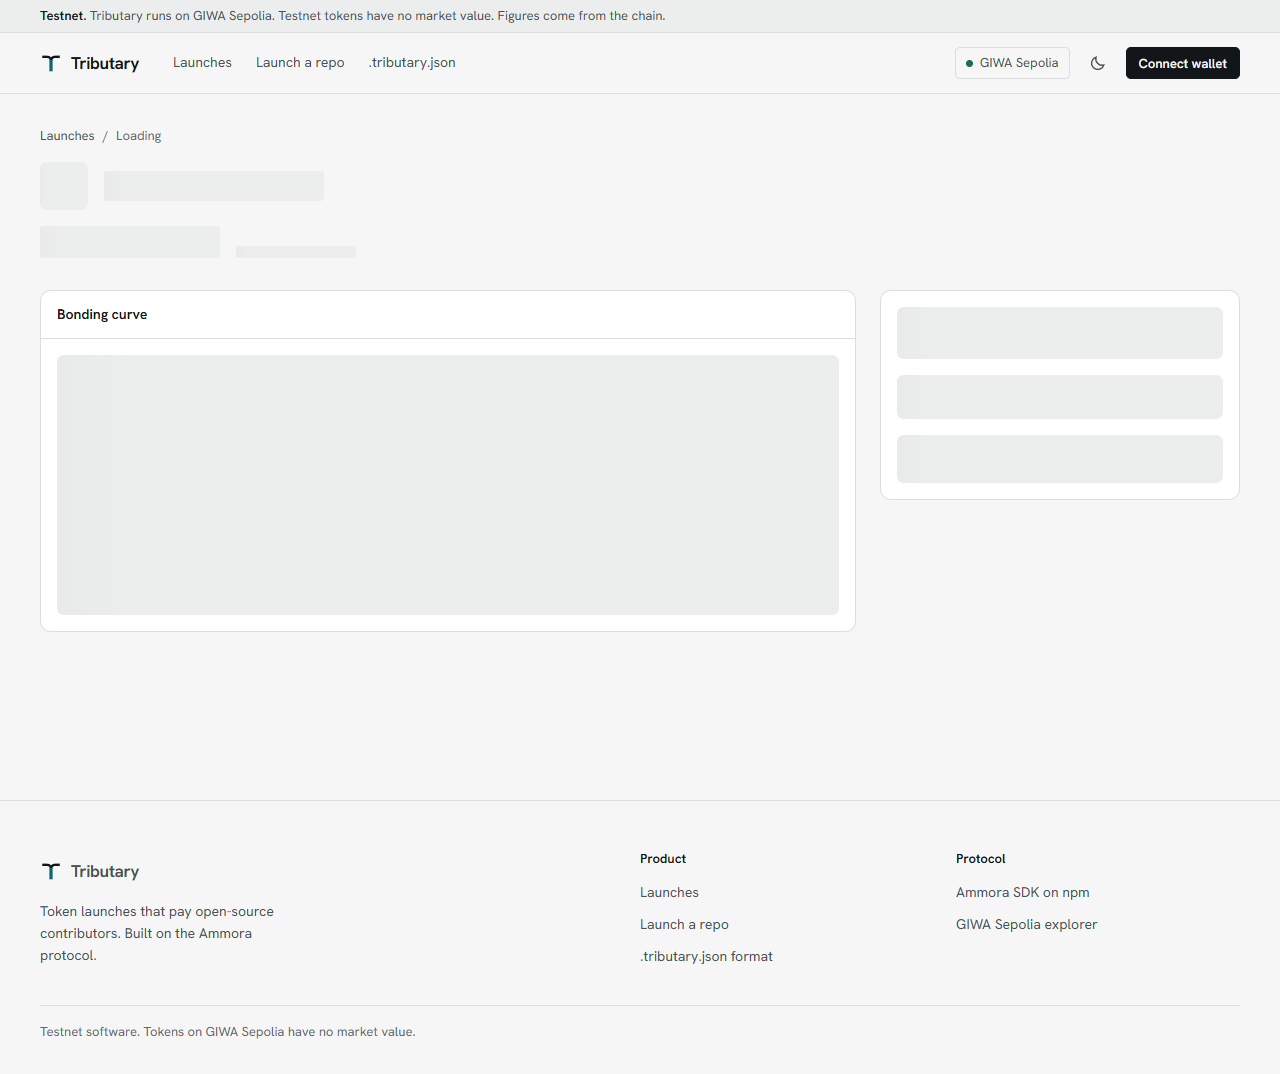 Testnet. Tributary runs on GIWA Sepolia. Testnet tokens have no market value. Figures come from the chain.
Tributary
Launches
Launch a repo
.tributary.json
GIWA Sepolia
Connect wallet
Launches / Loading
Bonding curve
Tributary
Token launches that pay open-source
contributors. Built on the Ammora
protocol.
Product
Launches
Launch a repo
.tributary.json format
Protocol
Ammora SDK on npm
GIWA Sepolia explorer
Testnet software. Tokens on GIWA Sepolia have no market value.